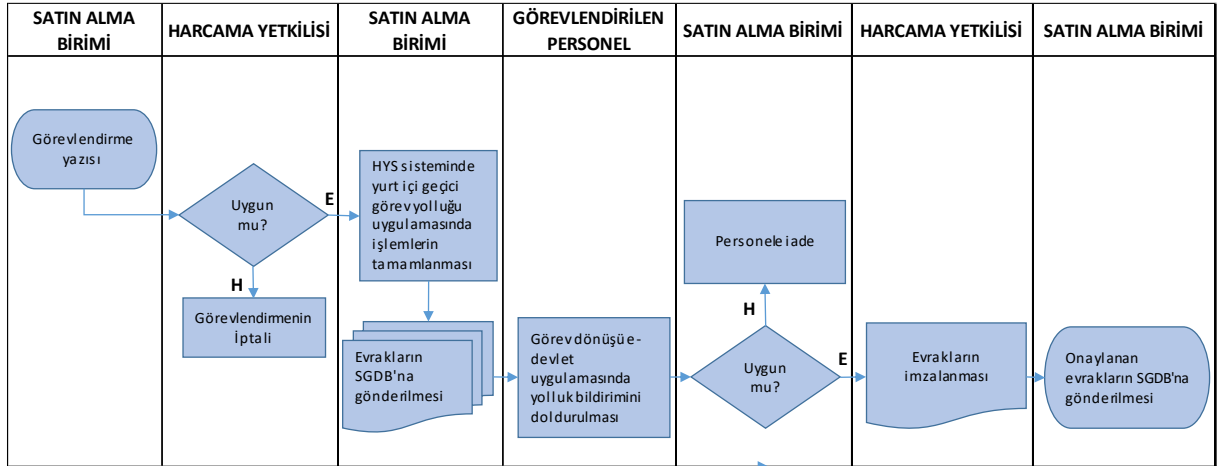 SATIN ALMA
BİRİMİ
HARCAMA YETKİLİSİ
SATIN ALMA
BİRİMİ
GÖREVLENDİRİLEN
PERSONEL
SATIN ALMA BİRİMİ
HARCAMA YETKİLİSİ
SATIN ALMA BİRİMİ
Görevlendirme
yazısı
Uygun
mu?
E
H
Görevlendirmenin
İptali
HYS sisteminde
yurt içi geçici
görev yolluğu
uygulamasında
işlemlerin
tamamlanması
Evrakların
SGDB'na
gönderilmesi
Görev dönüşü e-
devlet
uygulamasında
yolluk bildirimini
doldurulması
Personele iade
H
Uygun
mu?
E
Evrakların
imzalanması
Onaylanan
evrakların SGDB'na
gönderilmesi